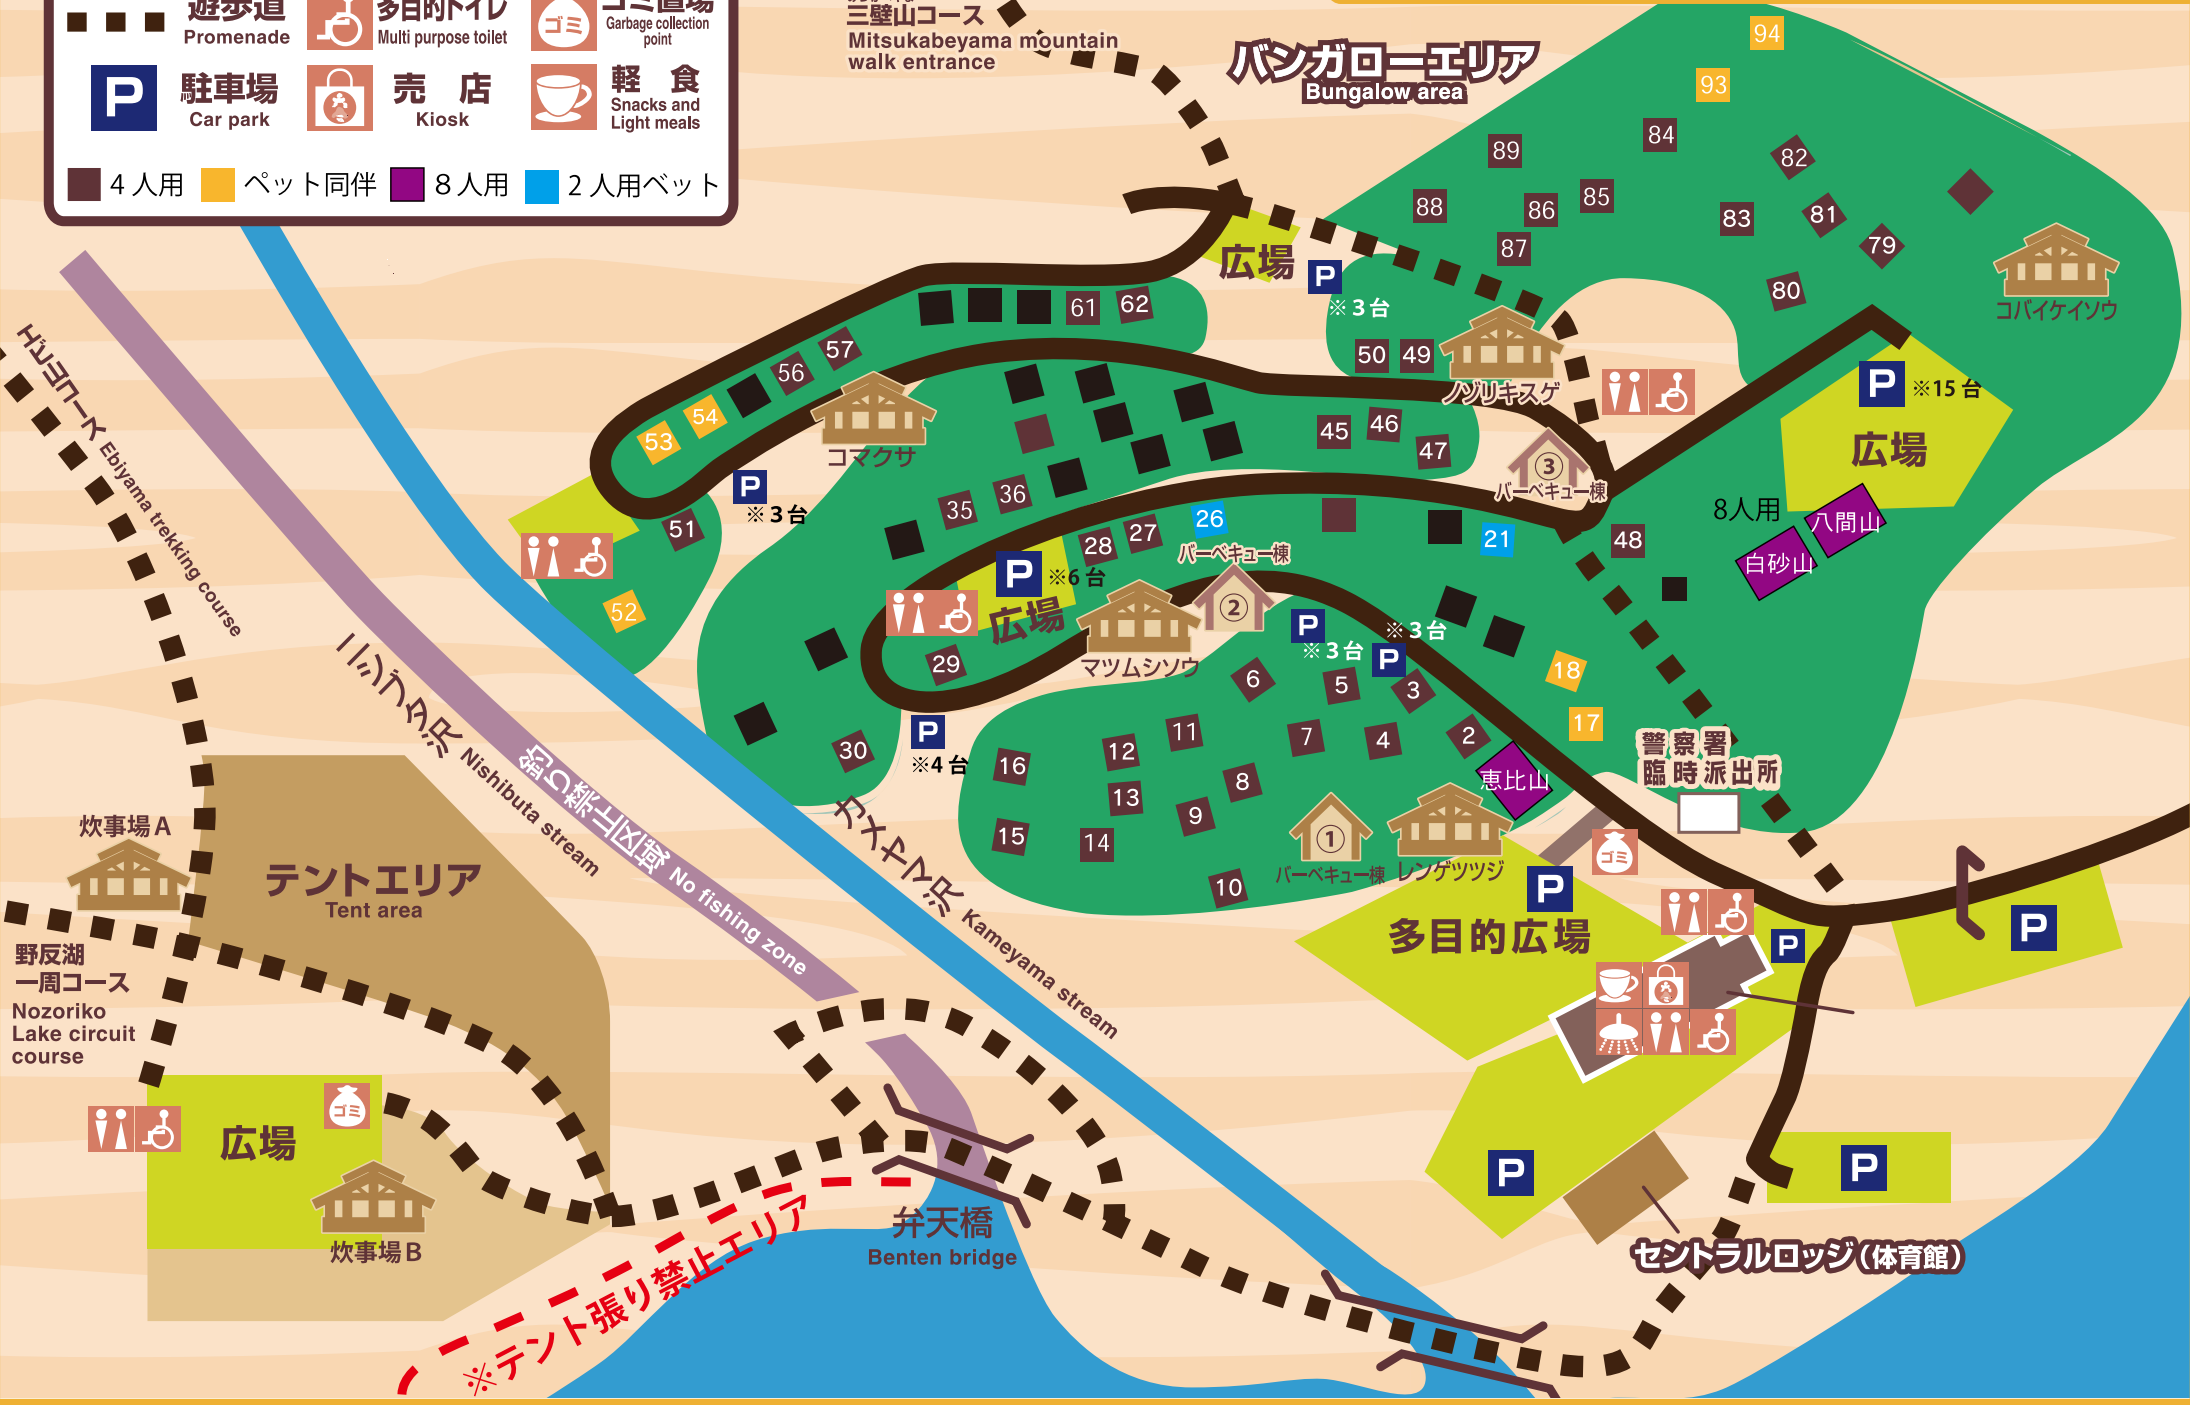 遊歩道
Promenade
多目的トイレ
Multi purpose toilet
ゴミ
ゴミ置場
Garbage collection
point
P
駐車場
Car park
売 店
Kiosk
軽 食
Snacks and
Light meals
4人用
ペット同伴
8人用
2人用ベット
三壁山コース
Mitsukabeyama mountain
walk entrance
バンガローエリア
Bungalow area
94
93
84
89
82
88
86
85
83
81
87
79
80
コバイケイソウ
広場
P
※3台
50
49
ノゾリキスゲ
61
62
57
56
54
53
コマクサ
P
※3台
51
52
45
46
47
3
バーベキュー棟
P
※15台
広場
8人用
八間山
白砂山
48
35
36
28
27
26
21
バーベキュー棟
2
P
※6台
広場
29
マツムシソウ
30
P
※4台
P
※3台
※3台
P
18
17
6
5
3
2
11
7
4
12
16
8
13
9
15
14
10
恵比山
1
バーベキュー棟
レンゲツツジ
警察署
臨時派出所
ゴミ
P
多目的広場
P
P
P
P
セントラルロッジ(体育館)
エビヨコース
Ebiyama trekking course
ニシブタ沢
Nishibuta stream
釣り禁止区域
No fishing zone
カメヤマ沢
Kameyama stream
炊事場A
テントエリア
Tent area
野反湖
一周コース
Nozoriko
Lake circuit
course
ゴミ
広場
炊事場B
弁天橋
Benten bridge
※テント張り禁止エリア